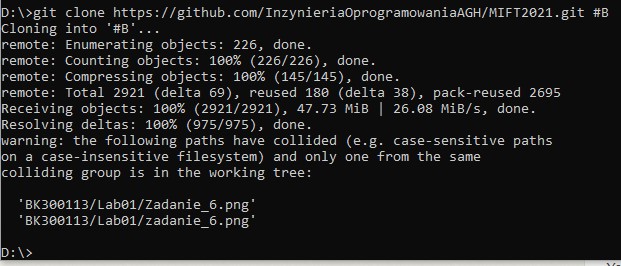 D:\>git clone https://github.com/InzynieriaOprogramowaniaAGH/MIFT2021.git #B
Cloning into '#B'...
remote: Enumerating objects: 226, done.
remote: Counting objects: 100% (226/226), done.
remote: Compressing objects: 100% (145/145), done.
remote: Total 2921 (delta 69), reused 180 (delta 38), pack-reused 2695
Receiving objects: 100% (2921/2921), 47.73 MiB | 26.08 MiB/s, done.
Resolving deltas: 100% (975/975), done.
warning: the following paths have collided (e.g. case-sensitive paths
on a case-insensitive filesystem) and only one from the same
colliding group is in the working tree:
'BK300113/Lab01/Zadanie_6.png'
'BK300113/Lab01/zadanie_6.png'
D:\>